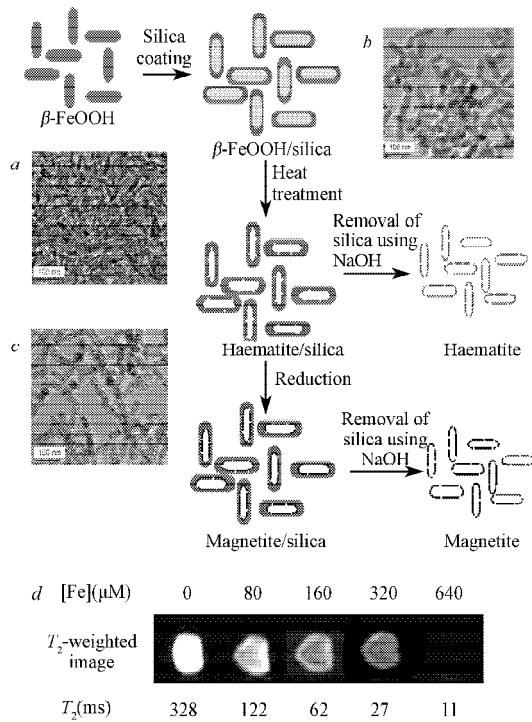 Silica
coating
b
β-FeOOH
β-FeOOH/silica
100 nm
a
Heat
treatment
100 nm
Removal of
silica using
NaOH
Haematite/silica
Haematite
c
Reduction
100 nm
Removal of
silica using
NaOH
Magnetite/silica
Magnetite
d [Fe](μM) 0 80 160 320 640
T₂-weighted
image
T₂(ms) 328 122 62 27 11